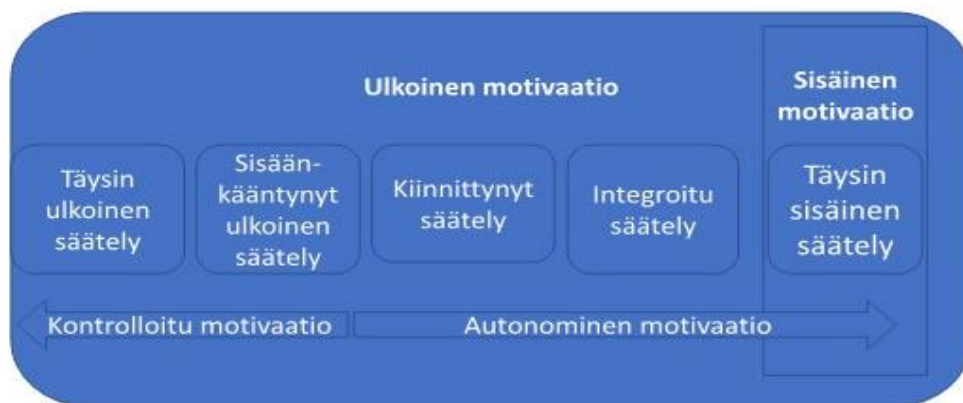 Ulkoinen motivaatio
Sisäinen
motivaatio
Täysin
ulkoinen
säätely
Sisään-
kääntynyt
ulkoinen
säätely
Kiinnittynyt
säätely
Integroitu
säätely
Täysin
sisäinen
säätely
Kontrolloitu motivaatio
Autonominen motivaatio